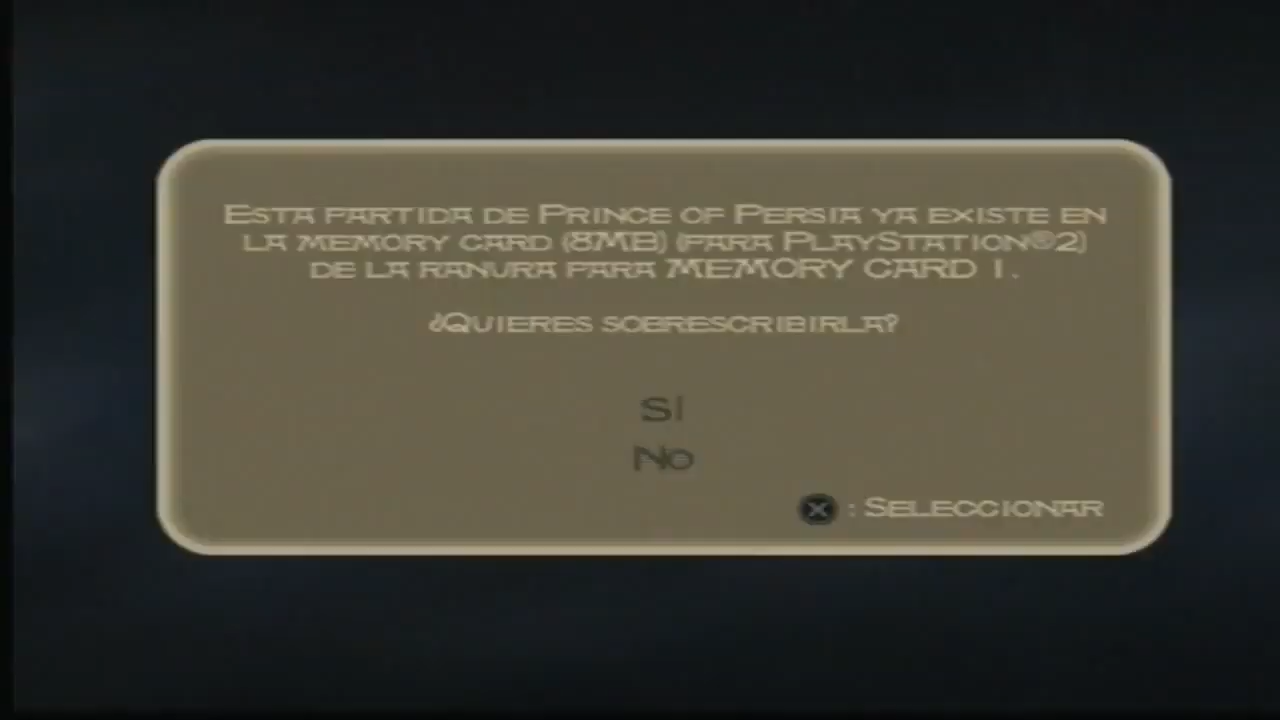 Esta partida de Prince of Persia ya existe en
la memory card (8MB) (para PlayStation®2)
de la ranura para MEMORY CARD 1.
¿Quieres sobrescribirla?
Sí
No
: Seleccionar